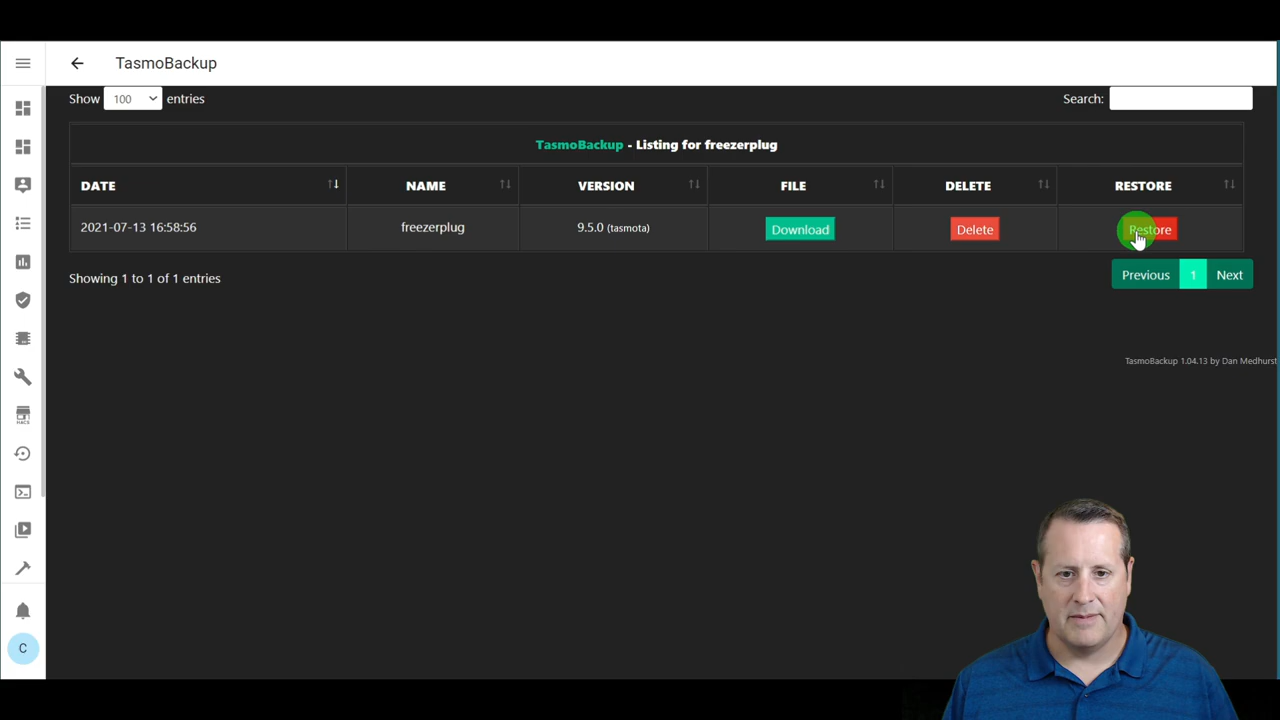 TasmoBackup
Show 100 entries
Search:
TasmoBackup - Listing for freezerplug
DATE NAME VERSION FILE DELETE RESTORE
2021-07-13 16:58:56 freezerplug 9.5.0 (tasmota) Download Delete Restore
Showing 1 to 1 of 1 entries
Previous 1 Next
TasmoBackup 1.04.13 by Dan Medhurst
HACS
C